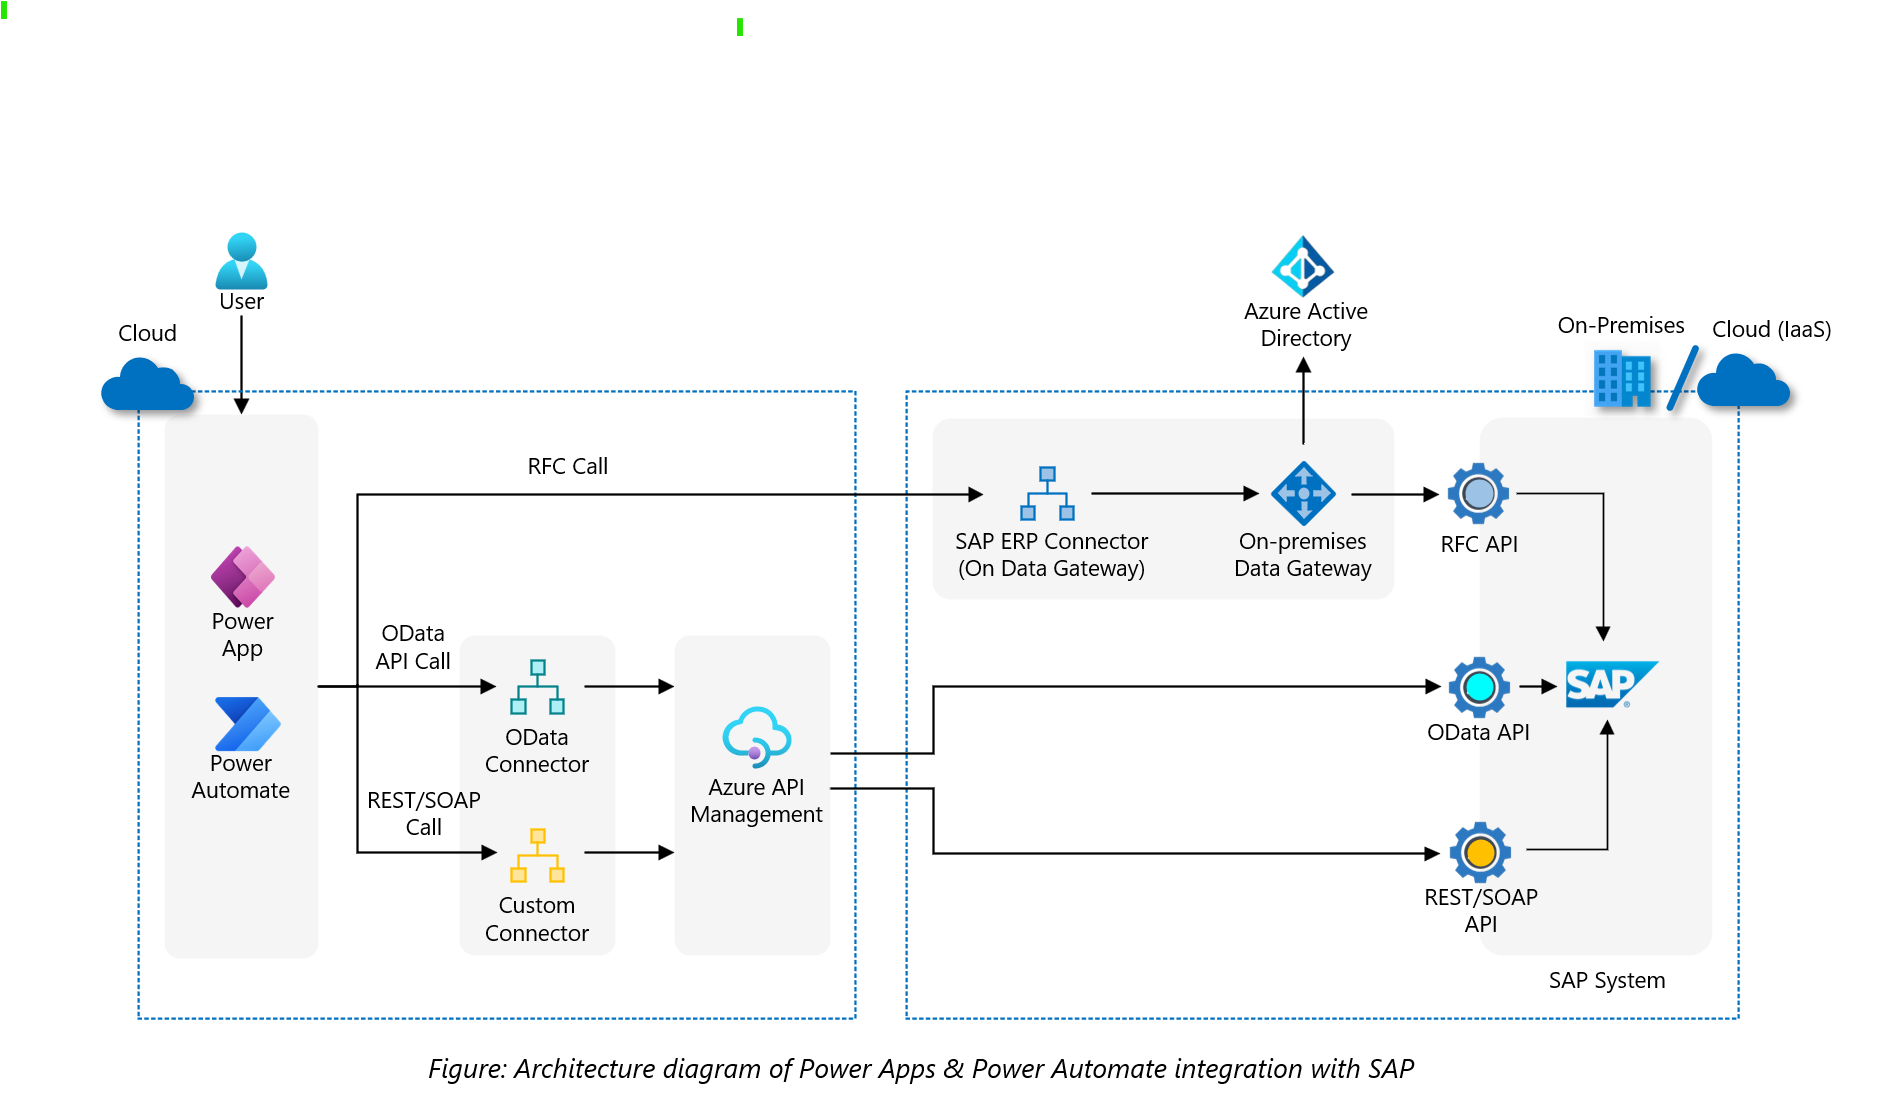 User
Cloud
Azure Active
Directory
On-Premises
Cloud (IaaS)
RFC Call
SAP ERP Connector
(On Data Gateway)
On-premises
Data Gateway
RFC API
Power
App
OData
API Call
OData
Connector
Power
Automate
REST/SOAP
Call
Custom
Connector
Azure API
Management
SAP
®
OData API
REST/SOAP
API
SAP System
Figure: Architecture diagram of Power Apps & Power Automate integration with SAP